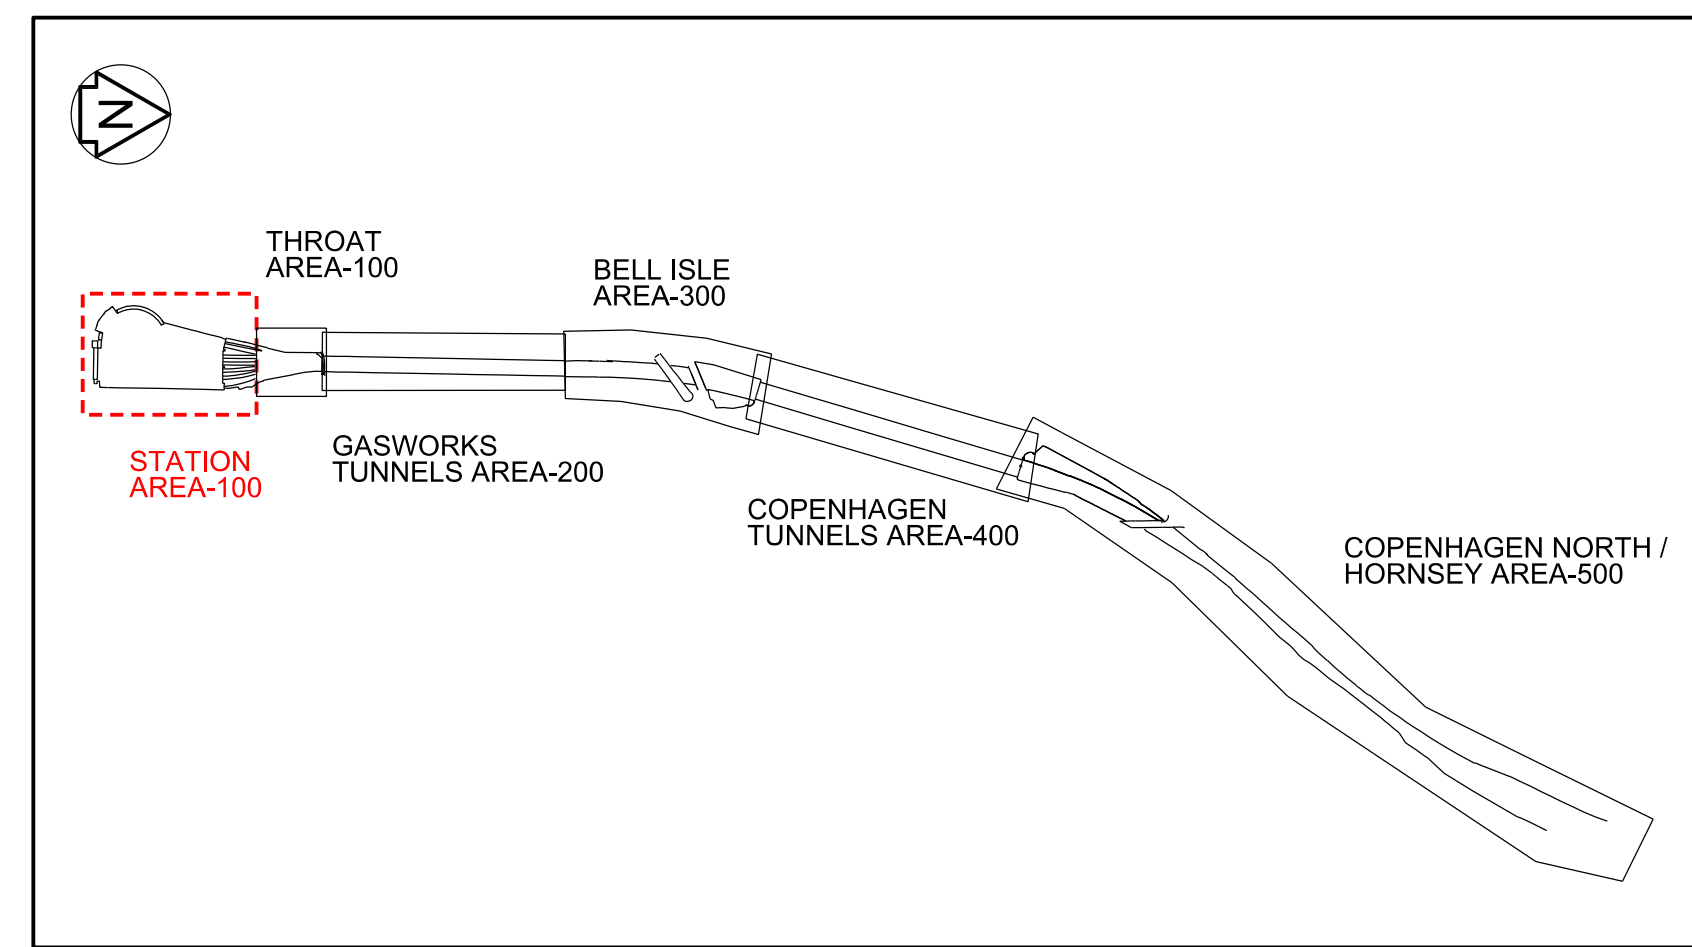 N
THROAT
AREA-100
BELL ISLE
AREA-300
STATION
AREA-100
GASWORKS
TUNNELS AREA-200
COPENHAGEN
TUNNELS AREA-400
COPENHAGEN NORTH /
HORNSEY AREA-500